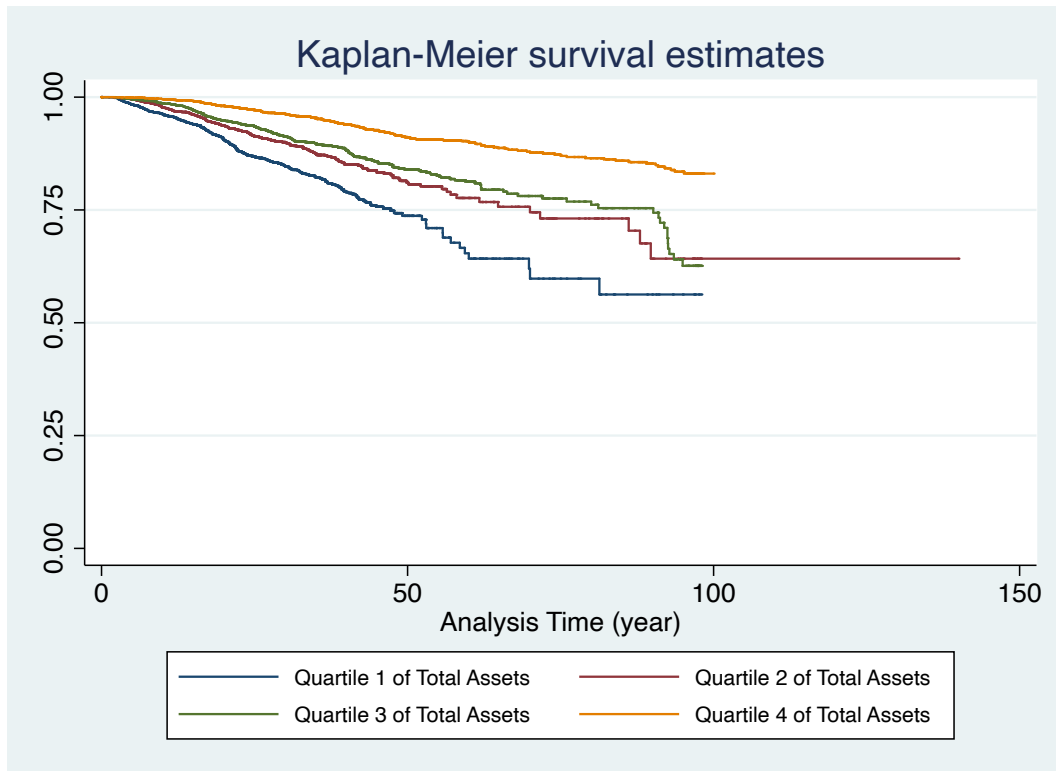 Kaplan-Meier survival estimates
1.00
0.75
0.50
0.25
0.00
0 50 100 150
Analysis Time (year)
Quartile 1 of Total Assets Quartile 2 of Total Assets
Quartile 3 of Total Assets Quartile 4 of Total Assets